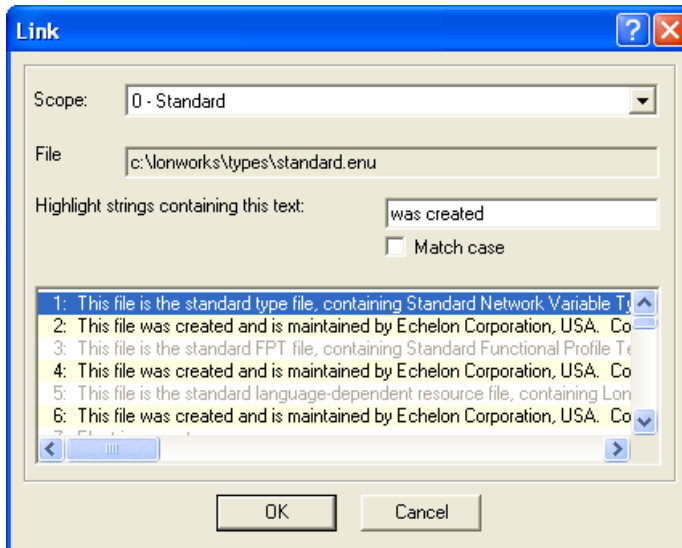 Link
Scope: 0 - Standard
File c:\lonworks\types\standard.enu
Highlight strings containing this text: was created
Match case
1: This file is the standard type file, containing Standard Network Variable Ty
2: This file was created and is maintained by Echelon Corporation, USA. Co
3: This file is the standard FPT file, containing Standard Functional Profile Te
4: This file was created and is maintained by Echelon Corporation, USA. Co
5: This file is the standard language-dependent resource file, containing Lon
6: This file was created and is maintained by Echelon Corporation, USA. Co
OK Cancel